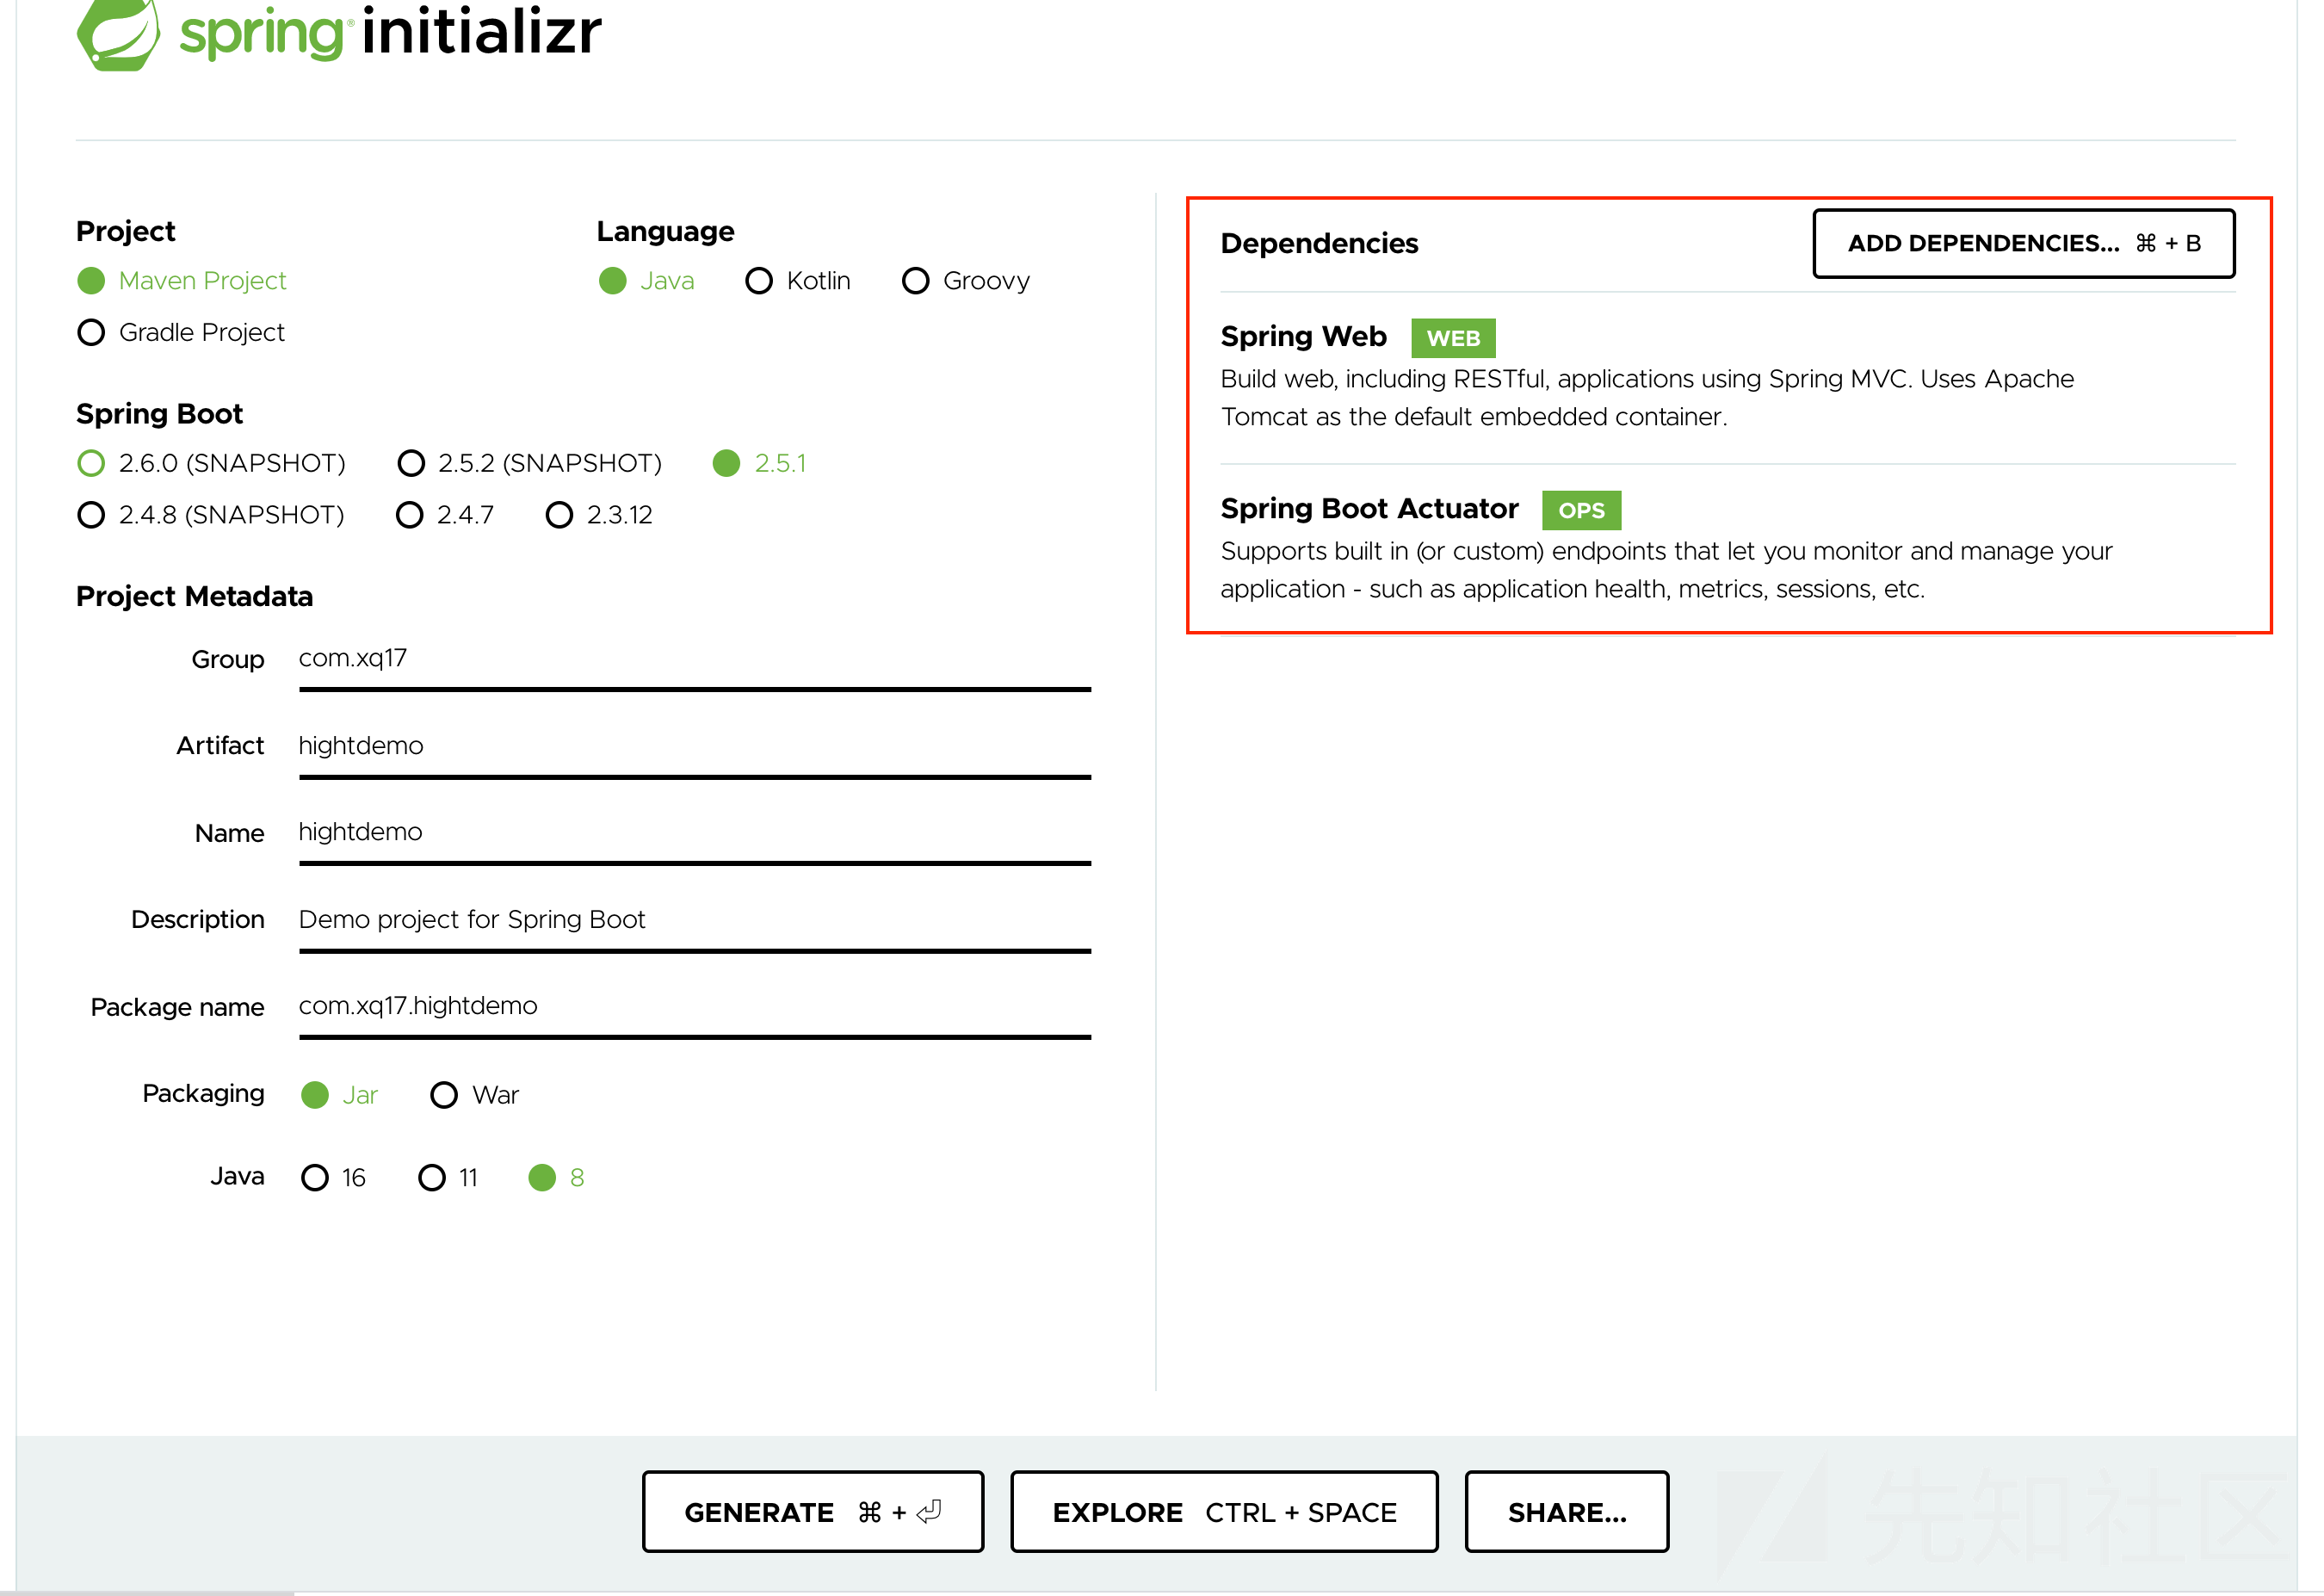 spring initializr
Project
Maven Project
Gradle Project
Language
Java Kotlin Groovy
Spring Boot
2.6.0 (SNAPSHOT) 2.5.2 (SNAPSHOT) 2.5.1
2.4.8 (SNAPSHOT) 2.4.7 2.3.12
Project Metadata
Group com.xq17
Artifact hightdemo
Name hightdemo
Description Demo project for Spring Boot
Package name com.xq17.hightdemo
Packaging Jar War
Java 16 11 8
Dependencies
ADD DEPENDENCIES... ⌘ + B
Spring Web WEB
Build web, including RESTful, applications using Spring MVC. Uses Apache
Tomcat as the default embedded container.
Spring Boot Actuator OPS
Supports built in (or custom) endpoints that let you monitor and manage your
application - such as application health, metrics, sessions, etc.
GENERATE ⌘ + ⏎
EXPLORE CTRL + SPACE
SHARE...
先知社区